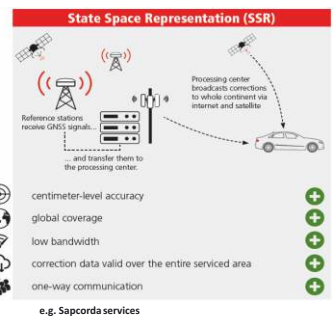 State Space Representation (SSR)
Processing center
broadcasts corrections
to whole continent via
internet and satellite
Reference stations
receive GNSS signals...
... and transfer them to
the processing center.
centimeter-level accuracy
global coverage
low bandwidth
correction data valid over the entire serviced area
one-way communication
e.g. Sapcorda services